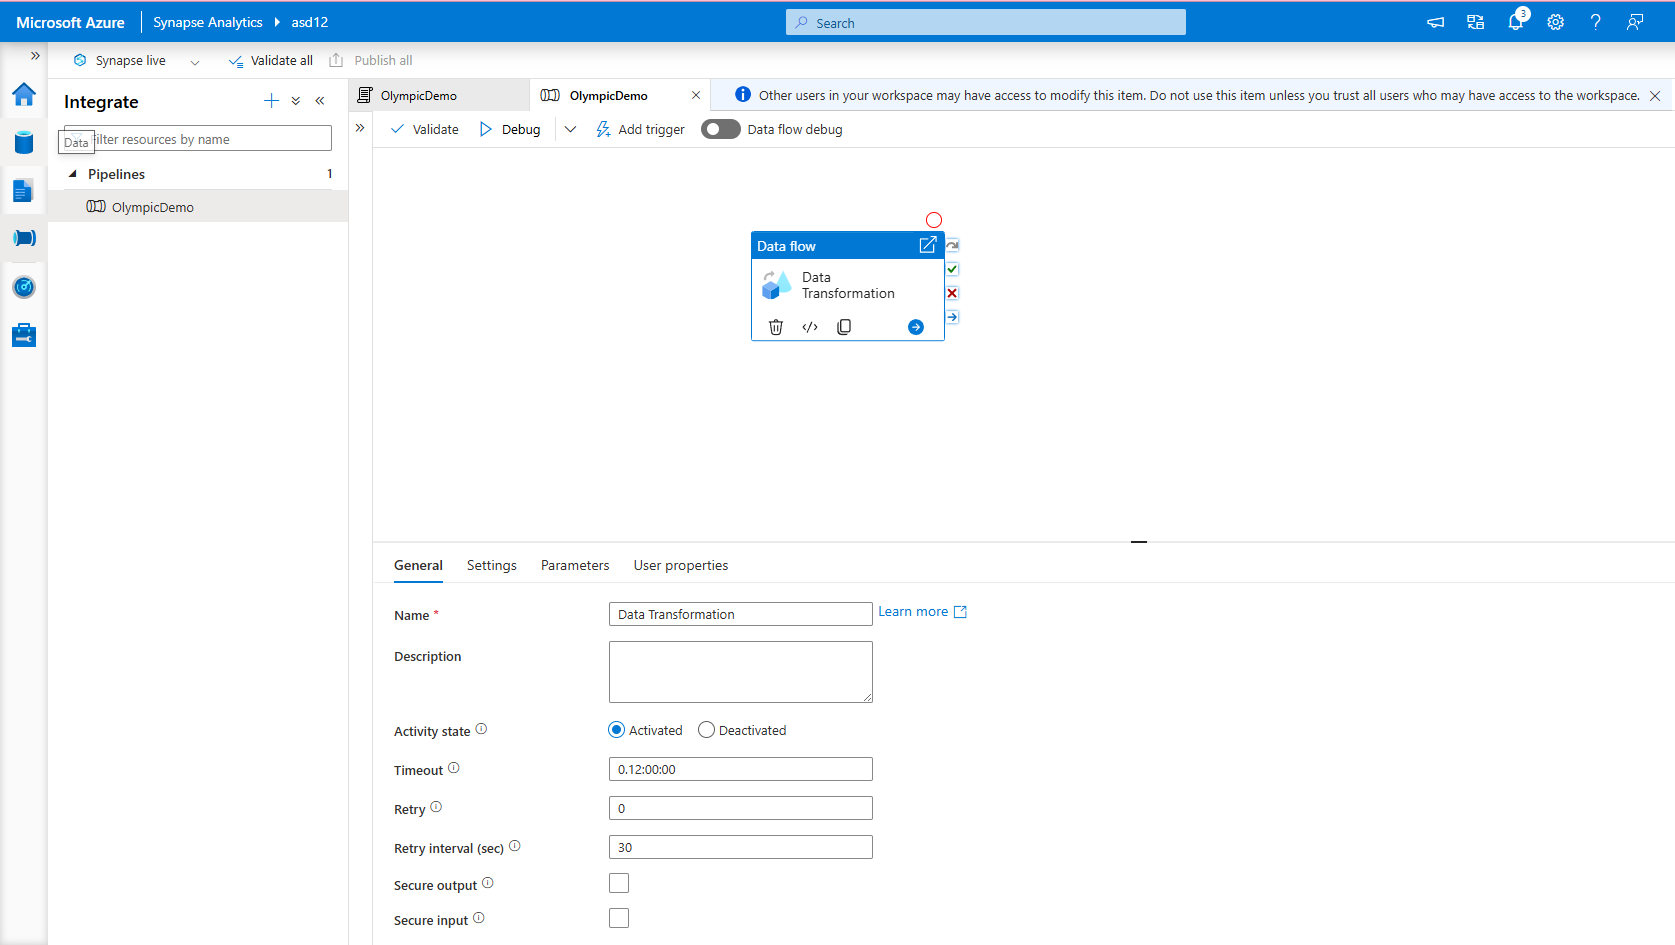 Microsoft Azure
Synapse Analytics
asd12
Search
3
Synapse live
Validate all
Publish all
Integrate
OlympicDemo
OlympicDemo
Other users in your workspace may have access to modify this item. Do not use this item unless you trust all users who may have access to the workspace.
Data
ilter resources by name
Pipelines
1
OlympicDemo
Validate
Debug
Add trigger
Data flow debug
Data flow
Data
Transformation
General
Settings
Parameters
User properties
Name *
Data Transformation
Learn more
Description
Activity state
Activated
Deactivated
Timeout
0.12:00:00
Retry
0
Retry interval (sec)
30
Secure output
Secure input